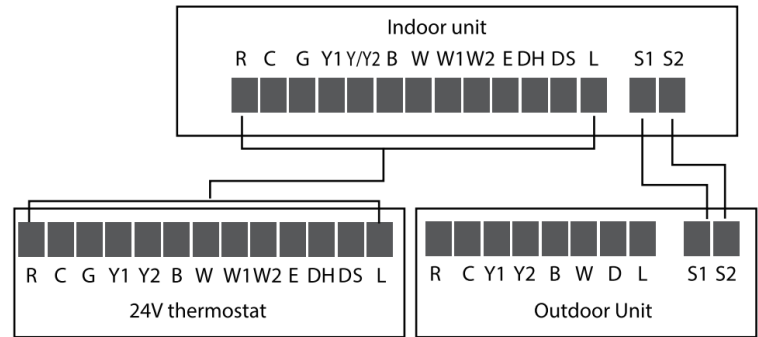 Indoor unit
R C G Y1 Y/Y2 B W W1 W2 E DH DS L S1 S2
R C G Y1 Y2 B W W1 W2 E DH DS L
24V thermostat
R C Y1 Y2 B W D L S1 S2
Outdoor Unit